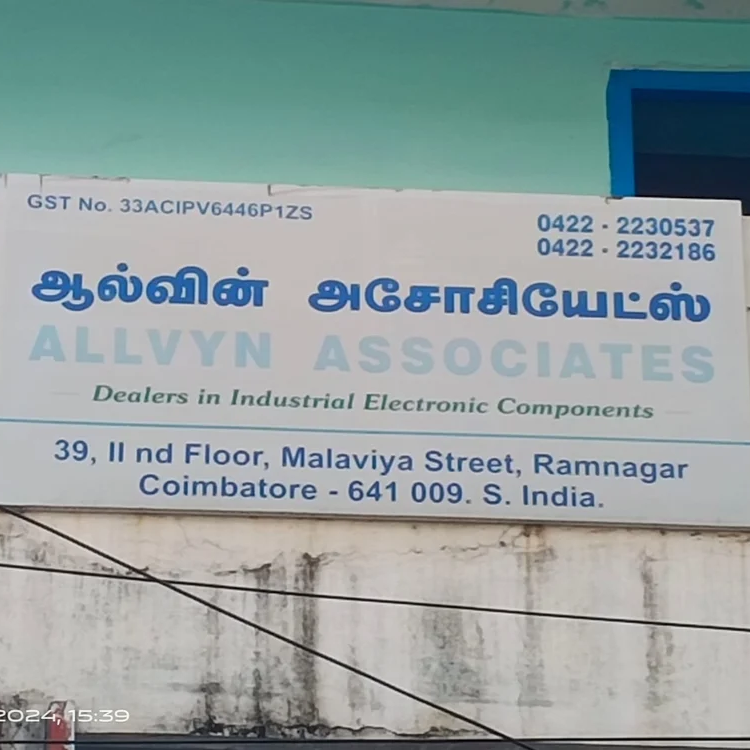 GST No. 33ACIPV6446P1ZS
0422 - 2230537
0422 - 2232186
ஆல்வின் அசோசியேட்ஸ்
ALLVYN ASSOCIATES
Dealers in Industrial Electronic Components
39, II nd Floor, Malaviya Street, Ramnagar
Coimbatore - 641 009. S. India.
2024, 15:39